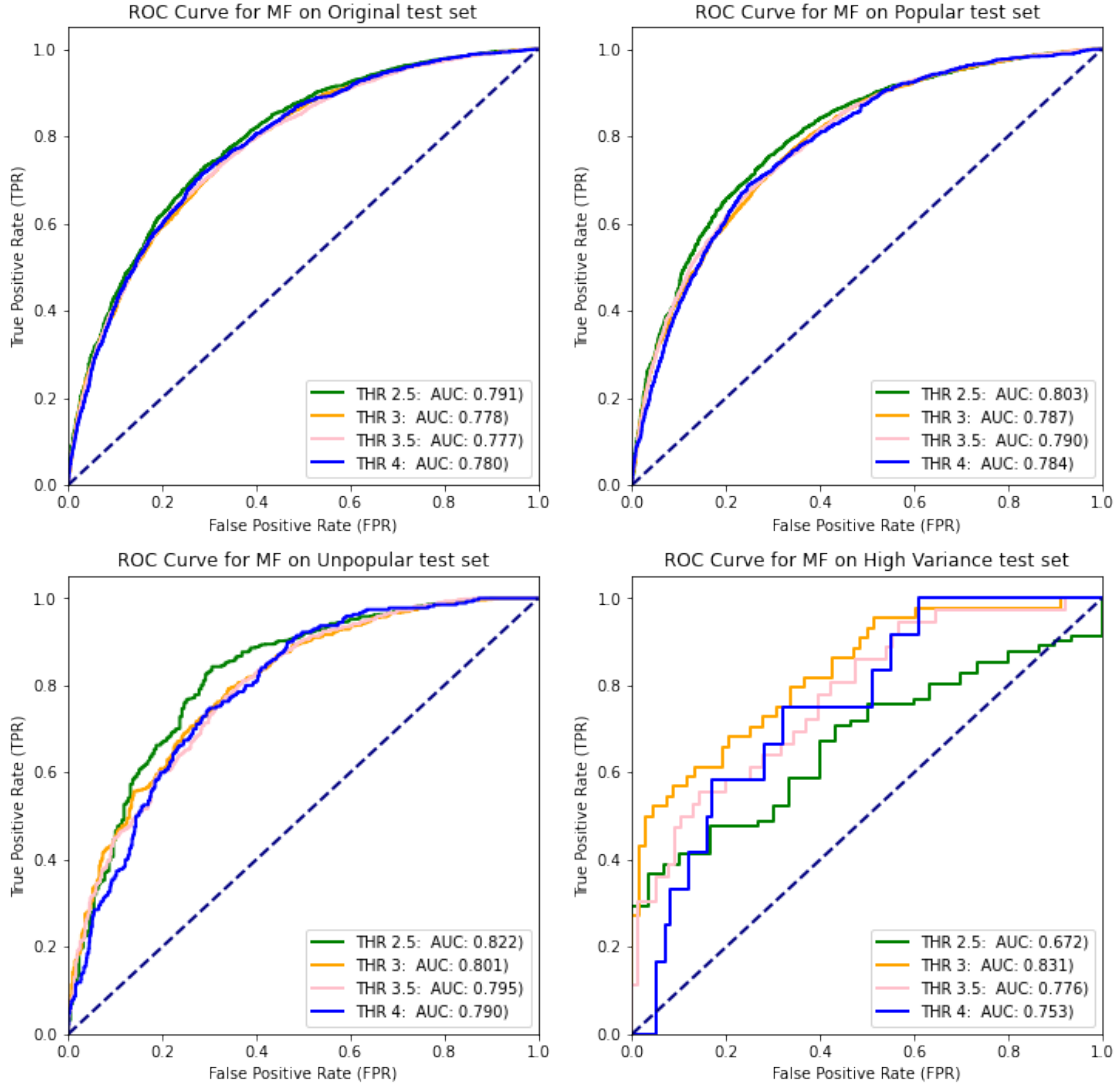 ROC Curve for MF on Original test set
True Positive Rate (TPR)
1.0
0.8
0.6
0.4
0.2
0.0
THR 2.5:  AUC: 0.791)
THR 3:  AUC: 0.778)
THR 3.5:  AUC: 0.777)
THR 4:  AUC: 0.780)
0.0 0.2 0.4 0.6 0.8 1.0
False Positive Rate (FPR)
ROC Curve for MF on Popular test set
True Positive Rate (TPR)
1.0
0.8
0.6
0.4
0.2
0.0
THR 2.5:  AUC: 0.803)
THR 3:  AUC: 0.787)
THR 3.5:  AUC: 0.790)
THR 4:  AUC: 0.784)
0.0 0.2 0.4 0.6 0.8 1.0
False Positive Rate (FPR)
ROC Curve for MF on Unpopular test set
True Positive Rate (TPR)
1.0
0.8
0.6
0.4
0.2
0.0
THR 2.5:  AUC: 0.822)
THR 3:  AUC: 0.801)
THR 3.5:  AUC: 0.795)
THR 4:  AUC: 0.790)
0.0 0.2 0.4 0.6 0.8 1.0
False Positive Rate (FPR)
ROC Curve for MF on High Variance test set
True Positive Rate (TPR)
1.0
0.8
0.6
0.4
0.2
0.0
THR 2.5:  AUC: 0.672)
THR 3:  AUC: 0.831)
THR 3.5:  AUC: 0.776)
THR 4:  AUC: 0.753)
0.0 0.2 0.4 0.6 0.8 1.0
False Positive Rate (FPR)